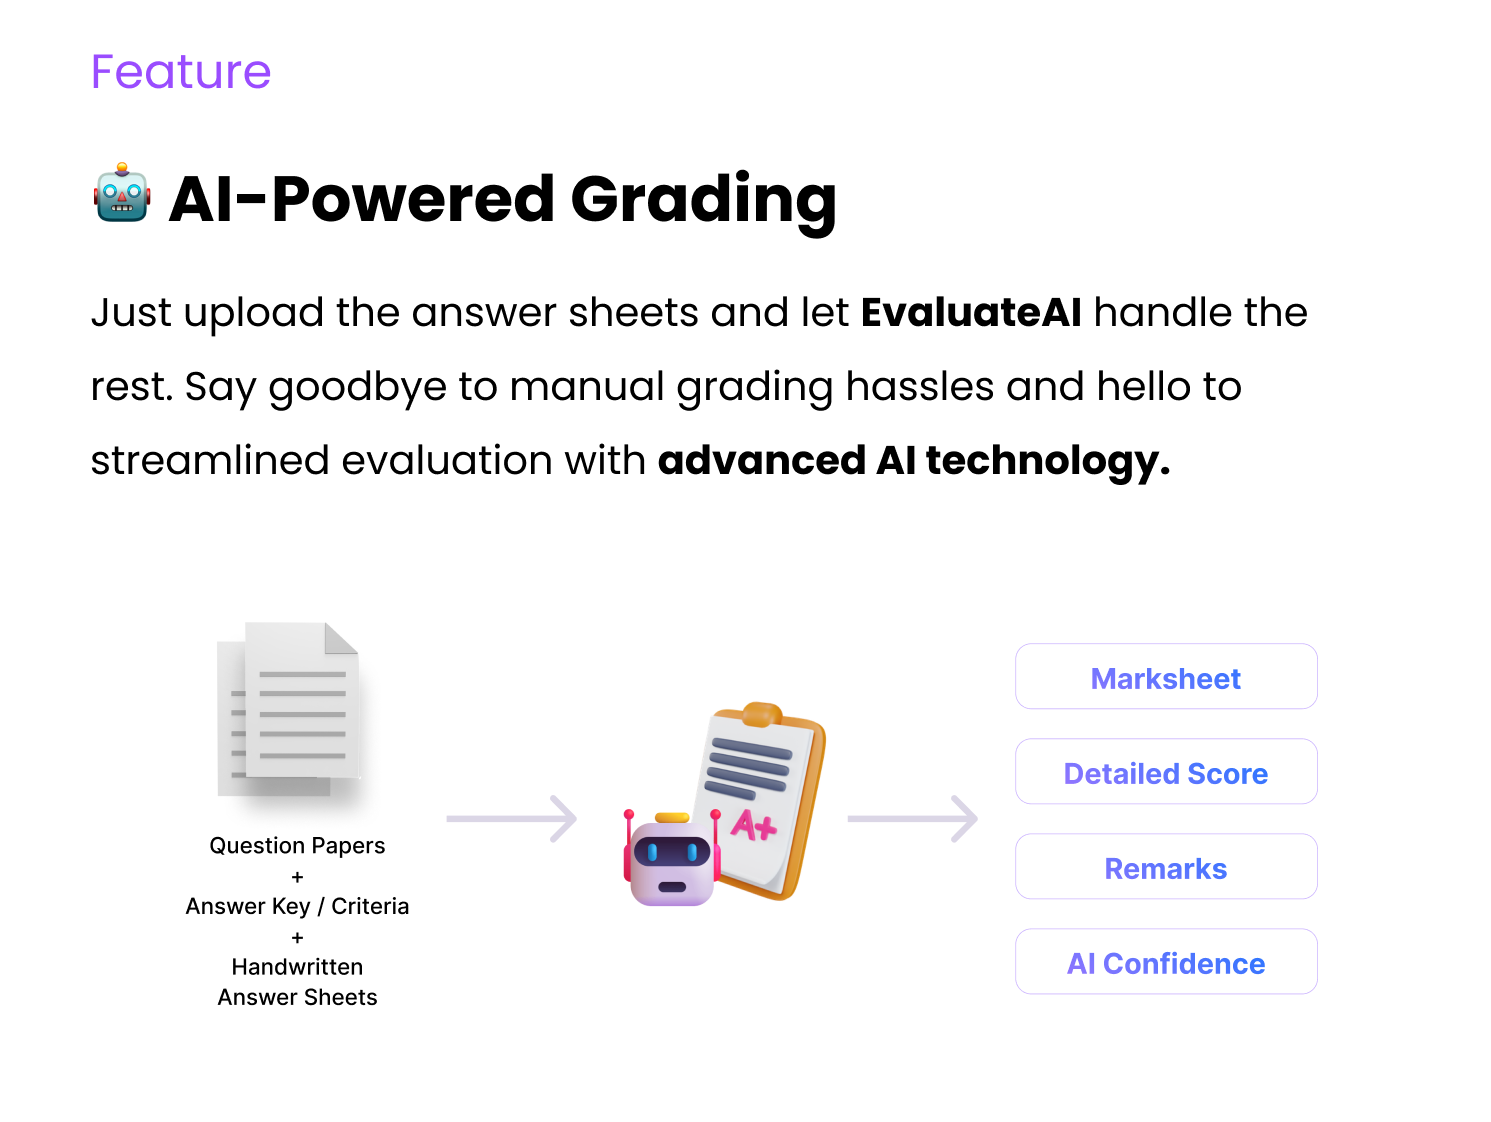 Feature
🤖 AI-Powered Grading
Just upload the answer sheets and let EvaluateAI handle the
rest. Say goodbye to manual grading hassles and hello to
streamlined evaluation with advanced AI technology.
Question Papers
+
Answer Key / Criteria
+
Handwritten
Answer Sheets
A+
Marksheet
Detailed Score
Remarks
AI Confidence